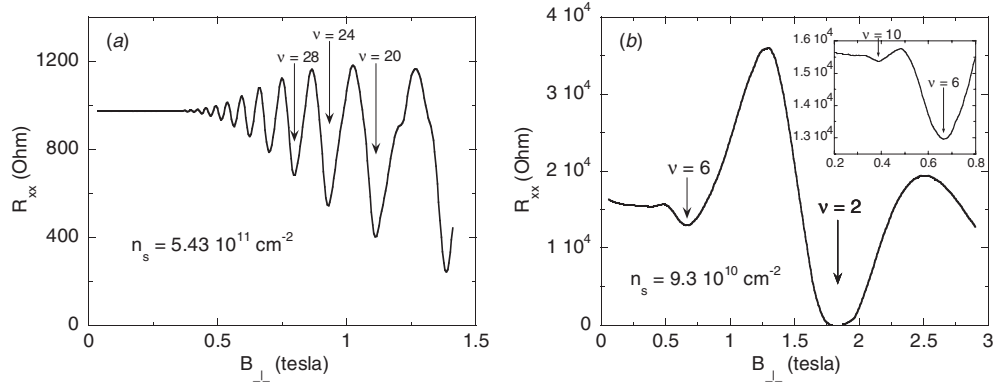 (a)
ν = 24
ν = 28
ν = 20
1200
900
800
400
0
R_xx (Ohm)
n_s = 5.43 10^11 cm^-2
0
0.5
1
1.5
B_⊥ (tesla)
(b)
4 10^4
3 10^4
2 10^4
1 10^4
0
R_xx (Ohm)
ν = 6
ν = 2
n_s = 9.3 10^10 cm^-2
0
0.5
1.0
1.5
2.0
2.5
3
B_⊥ (tesla)
1.6 10^4
1.5 10^4
1.4 10^4
1.3 10^4
ν = 10
ν = 6
0.2
0.4
0.6
0.8